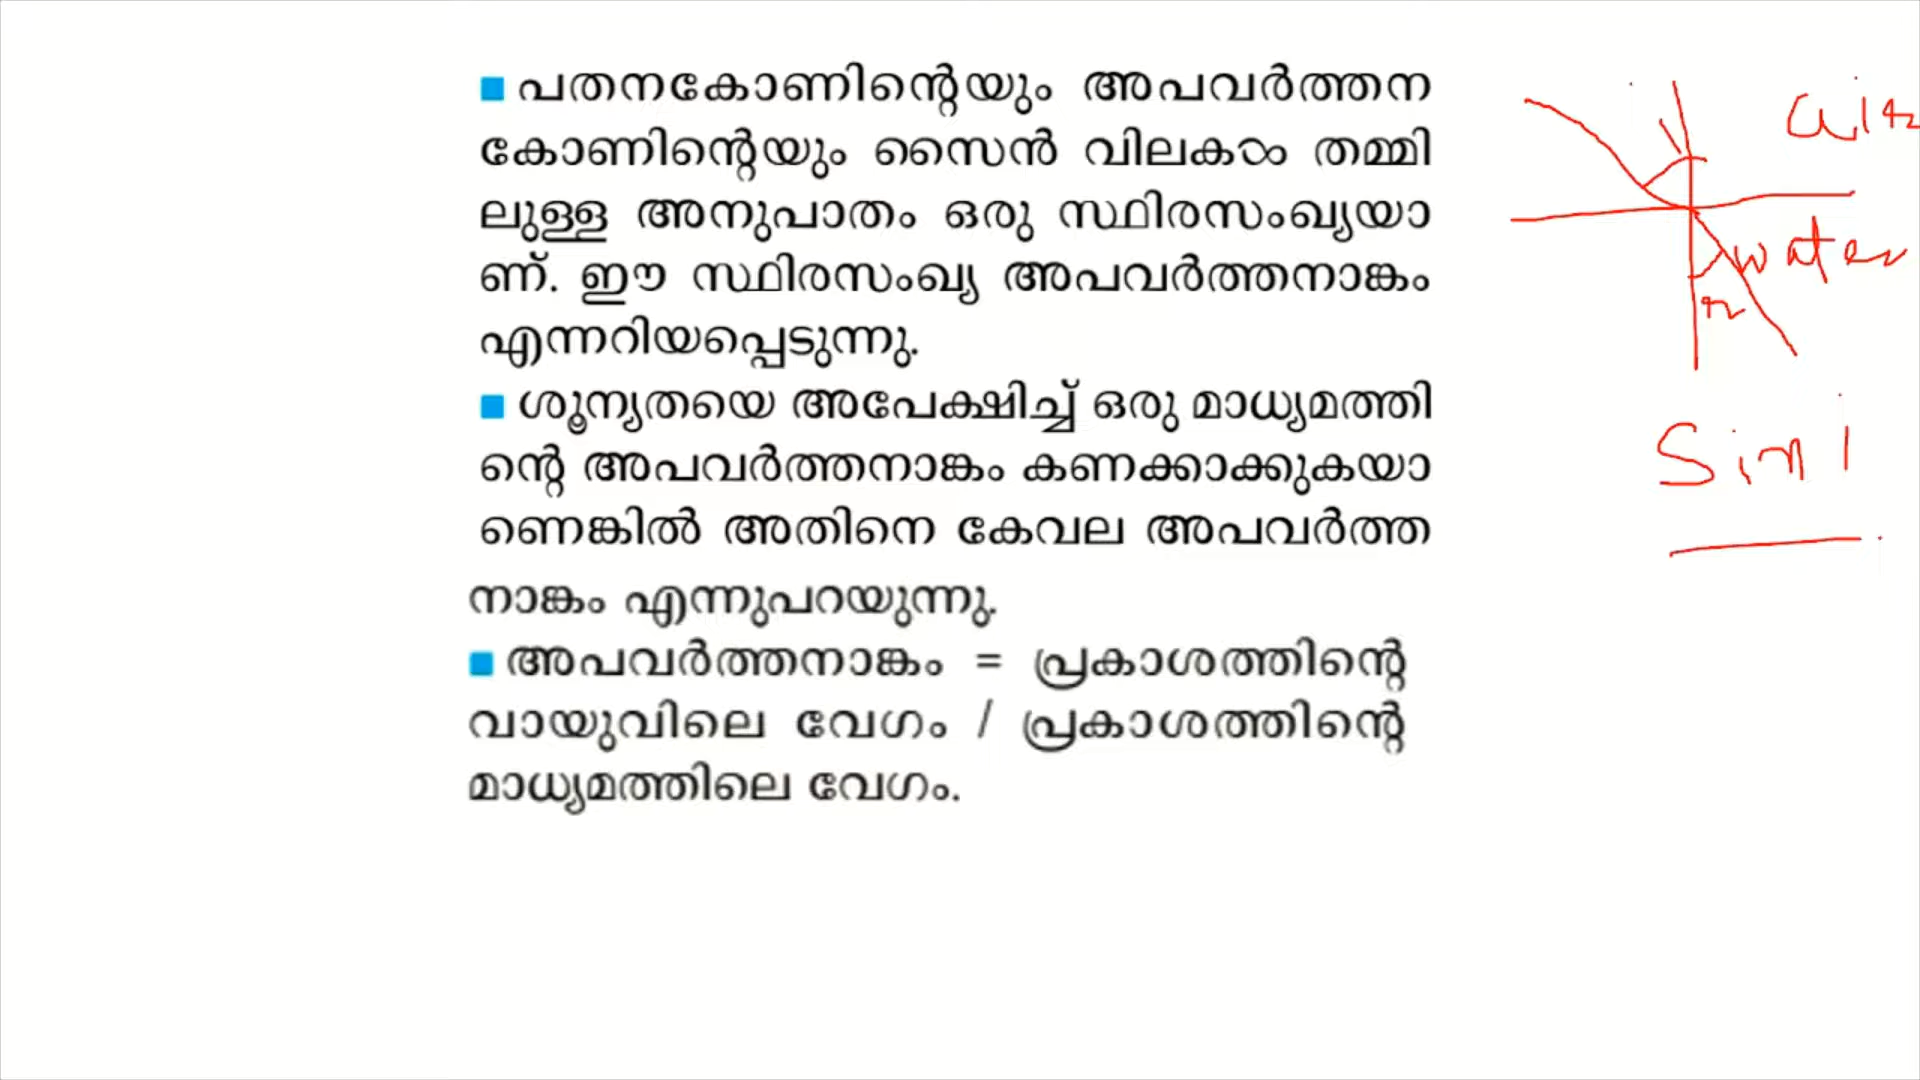 പതനകോണിന്റെയും അപവർത്തന
കോണിന്റെയും സൈൻ വിലകൾ തമ്മി
ലുള്ള അനുപാതം ഒരു സ്ഥിരസംഖ്യയാ
ണ്. ഈ സ്ഥിരസംഖ്യ അപവർത്തനാങ്കം
എന്നറിയപ്പെടുന്നു.
ശൂന്യതയെ അപേക്ഷിച്ച് ഒരു മാധ്യമത്തി
ന്റെ അപവർത്തനാങ്കം കണക്കാക്കുകയാ
ണെങ്കിൽ അതിനെ കേവല അപവർത്ത
നാങ്കം എന്നുപറയുന്നു.
അപവർത്തനാങ്കം = പ്രകാശത്തിന്റെ
വായുവിലെ വേഗം / പ്രകാശത്തിന്റെ
മാധ്യമത്തിലെ വേഗം.
air
water
r
Sin i